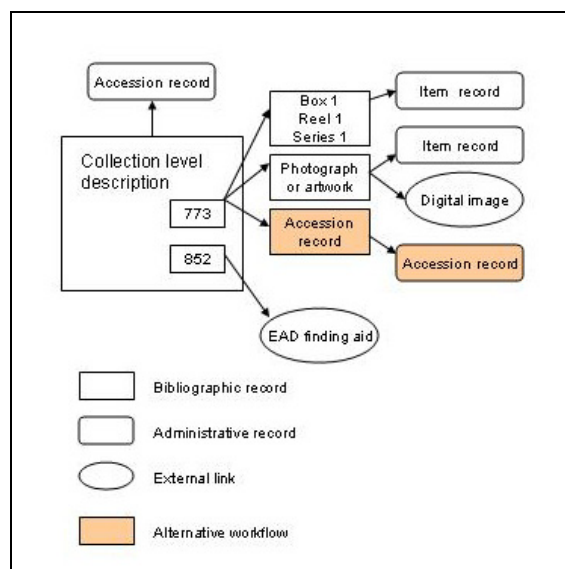 Accession record
Box 1
Reel 1
Series 1
Item record
Collection level
description
Photograph
or artwork
Item record
773
Digital image
Accession
record
852
Accession record
EAD finding aid
Bibliographic record
Administrative record
External link
Alternative workflow